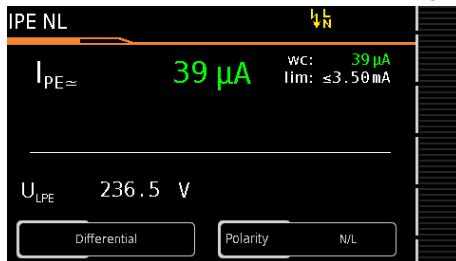 IPE NL
L
N
IPE≃ 39 µA
wc: 39 µA
lim: ≤3.50mA
ULPE 236.5 V
Differential
Polarity N/L